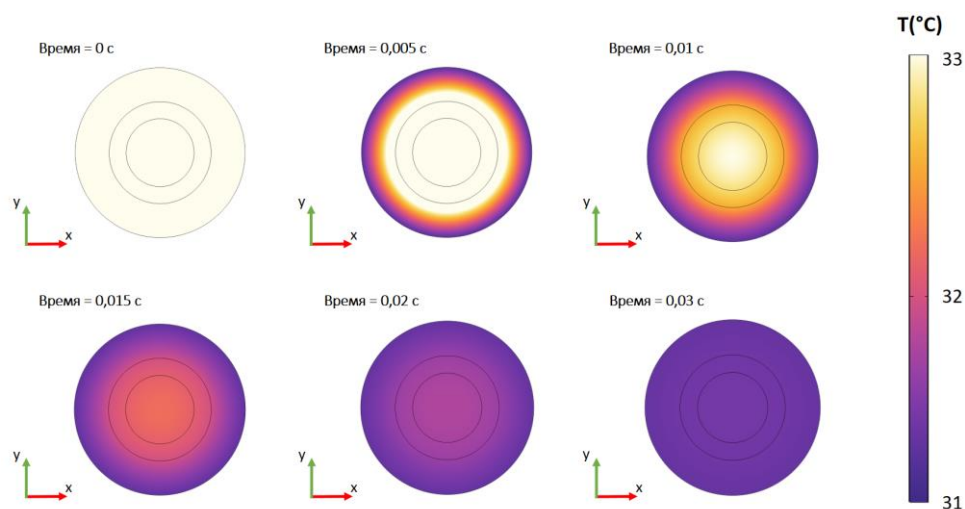 T(°C)
Время = 0 с
Время = 0,005 с
Время = 0,01 с
33
y
x
y
x
y
x
32
Время = 0,015 с
Время = 0,02 с
Время = 0,03 с
y
x
y
x
y
x
31